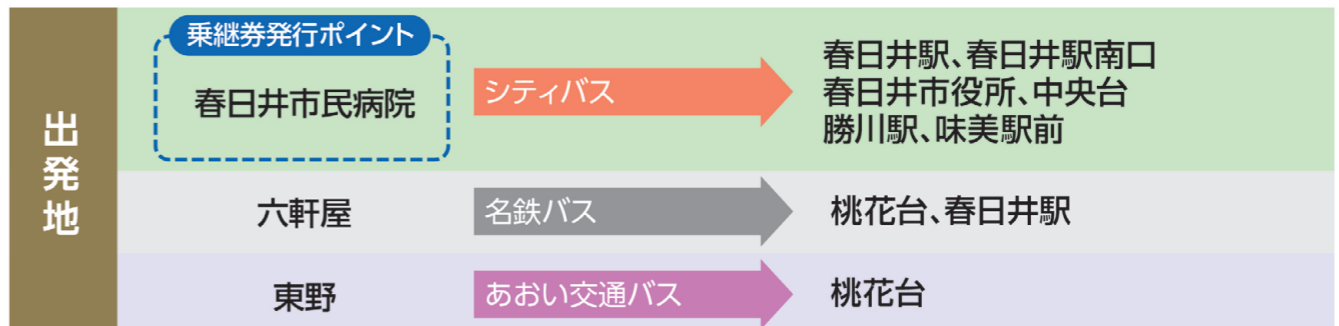 出発地
乗継券発行ポイント
春日井市民病院
シティバス
春日井駅、春日井駅南口
春日井市役所、中央台
勝川駅、味美駅前
六軒屋
名鉄バス
桃花台、春日井駅
東野
あおい交通バス
桃花台